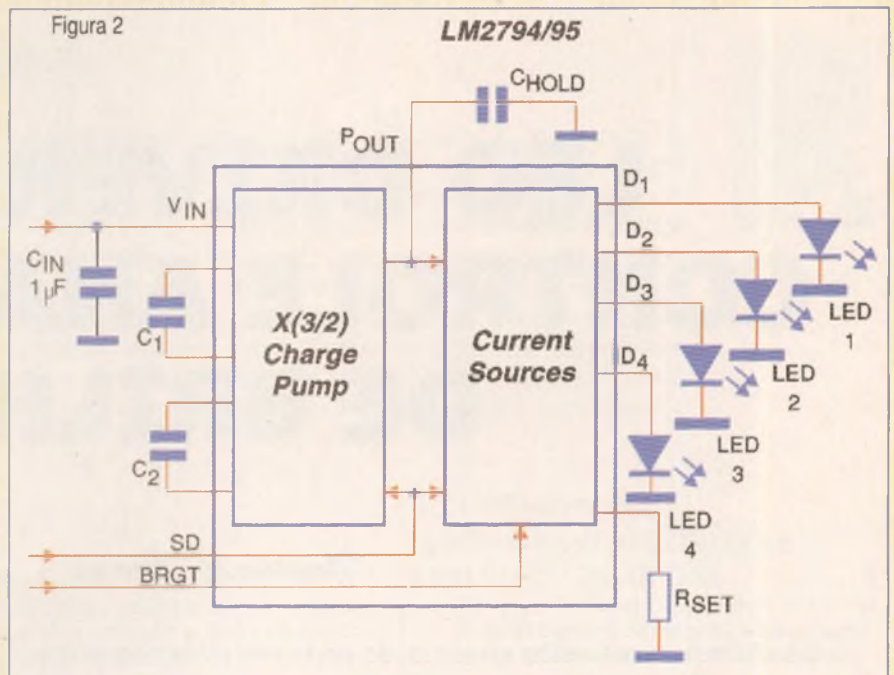 Figura 2
LM2794/95
CHOLD
POUT
VIN
CIN
1µF
C1
C2
X(3/2)
Charge
Pump
Current
Sources
D1
D2
D3
D4
LED
1
LED
2
LED
3
LED
4
SD
BRGT
RSET